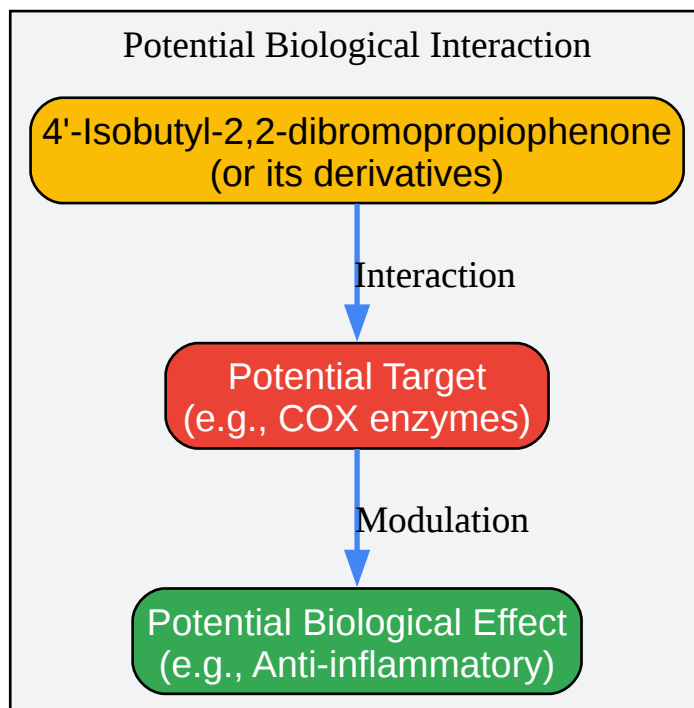 Potential Biological Interaction
4'-Isobutyl-2,2-dibromopropiophenone
(or its derivatives)
Interaction
Potential Target
(e.g., COX enzymes)
Modulation
Potential Biological Effect
(e.g., Anti-inflammatory)